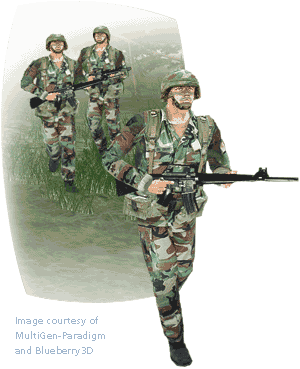 Image courtesy of
MultiGen-Paradigm
and Blueberry3D